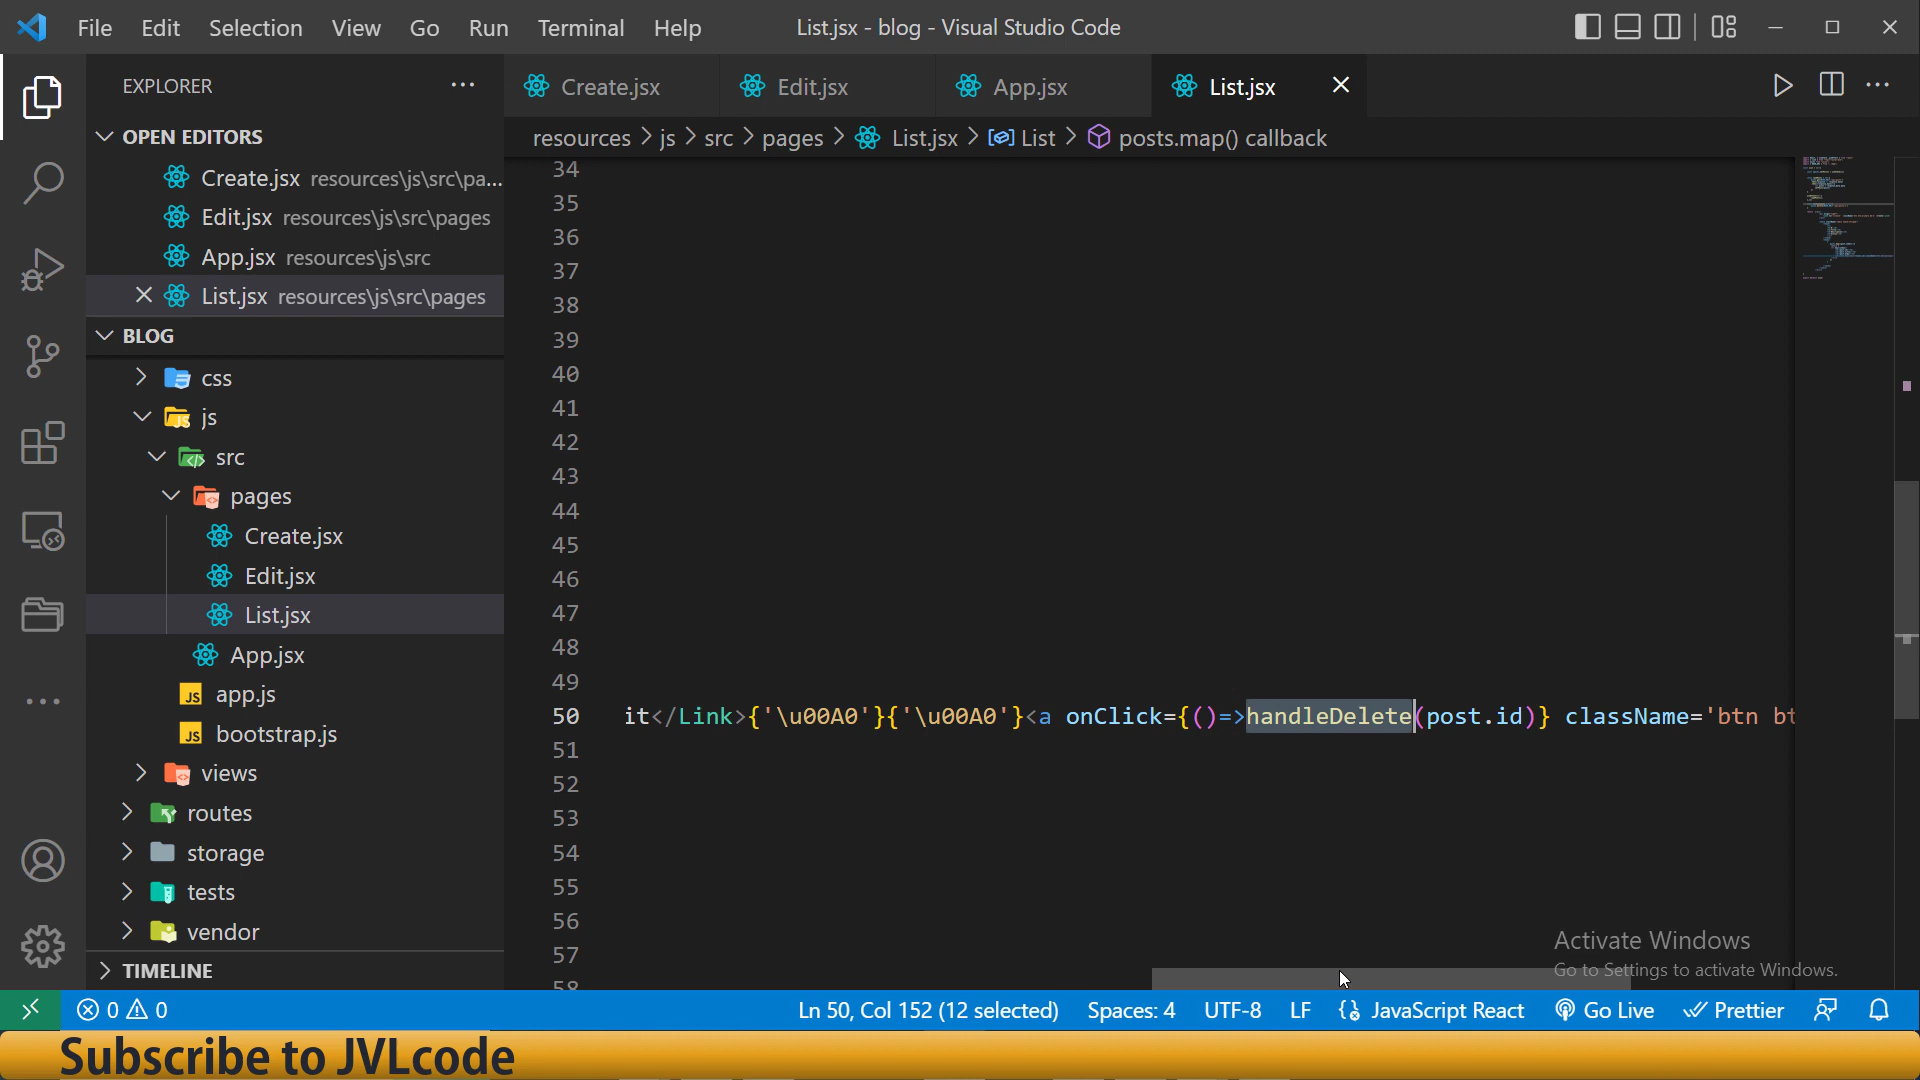 File Edit Selection View Go Run Terminal Help List.jsx - blog - Visual Studio Code
EXPLORER
Create.jsx Edit.jsx App.jsx List.jsx
OPEN EDITORS
resources js src pages List.jsx List posts.map() callback
Create.jsx resources\js\src\pa...
Edit.jsx resources\js\src\pages
App.jsx resources\js\src
List.jsx resources\js\src\pages
BLOG
css
js
src
pages
Create.jsx
Edit.jsx
List.jsx
App.jsx
app.js
bootstrap.js
views
routes
storage
tests
vendor
TIMELINE
34
35
36
37
38
39
40
41
42
43
44
45
46
47
48
49
50 it</Link>{'\u00A0'}{'\u00A0'}<a onClick={()=>handleDelete(post.id)} className='btn bt
51
52
53
54
55
56
57
58
Activate Windows
Go to Settings to activate Windows.
0 0 Ln 50, Col 152 (12 selected) Spaces: 4 UTF-8 LF JavaScript React Go Live Prettier
Subscribe to JVLcode